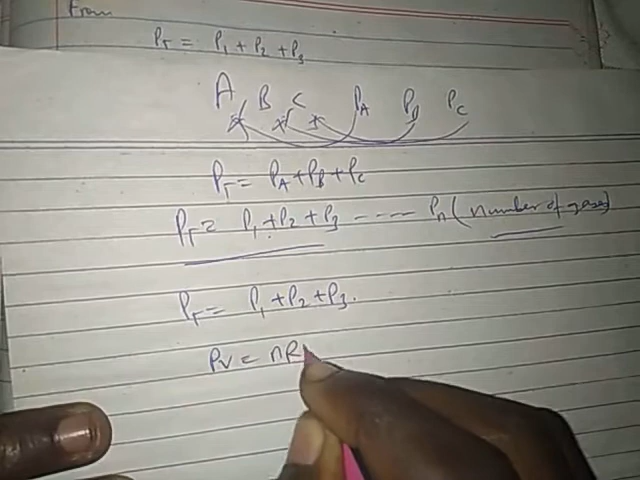 From
PT = P1 + P2 + P3
A B C PA PB PC
PT = PA + PB + PC
PT = P1 + P2 + P3 ---- Pn (number of gases)
PT = P1 + P2 + P3.
PV = nR